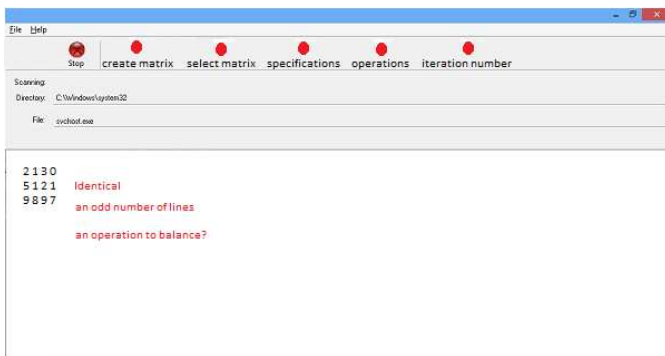 File Help
Stop create matrix select matrix specifications operations iteration number
Scanning:
Directory: C:\Windows\system32
File: svchost.exe
2130
5121 Identical
9897 an odd number of lines
an operation to balance?